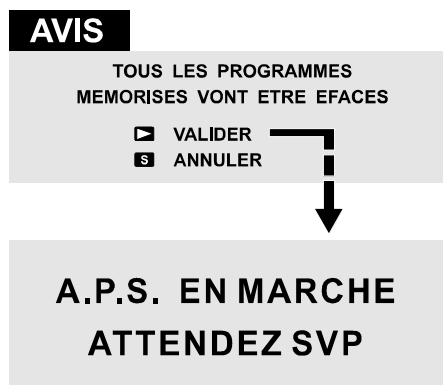 AVIS
TOUS LES PROGRAMMES
MEMORISES VONT ETRE EFACES
VALIDER
S ANNULER
A.P.S. EN MARCHE
ATTENDEZ SVP